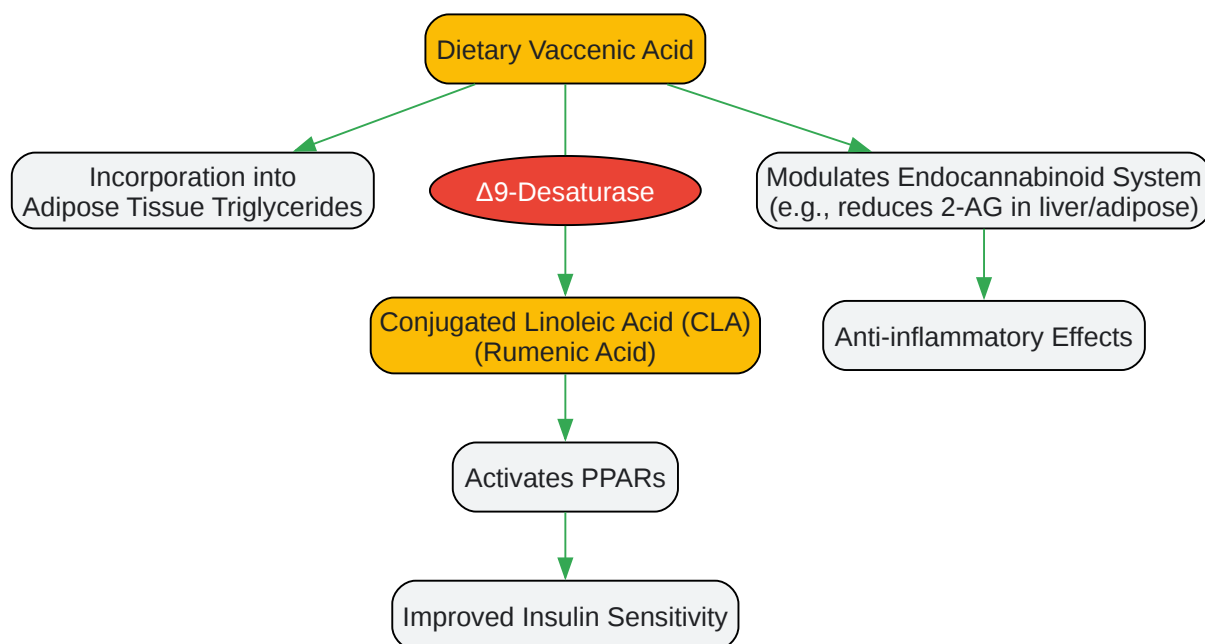 Dietary Vaccenic Acid
Incorporation into
Adipose Tissue Triglycerides
Δ9-Desaturase
Modulates Endocannabinoid System
(e.g., reduces 2-AG in liver/adipose)
Conjugated Linoleic Acid (CLA)
(Rumenic Acid)
Anti-inflammatory Effects
Activates PPARs
Improved Insulin Sensitivity